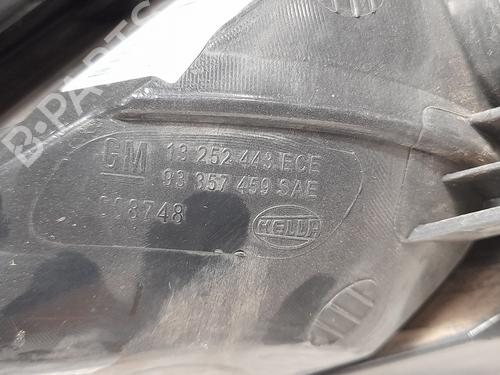 B-PARTS
GM 13 252 443 ECE
93 357 459 SAE
008748
HELLA